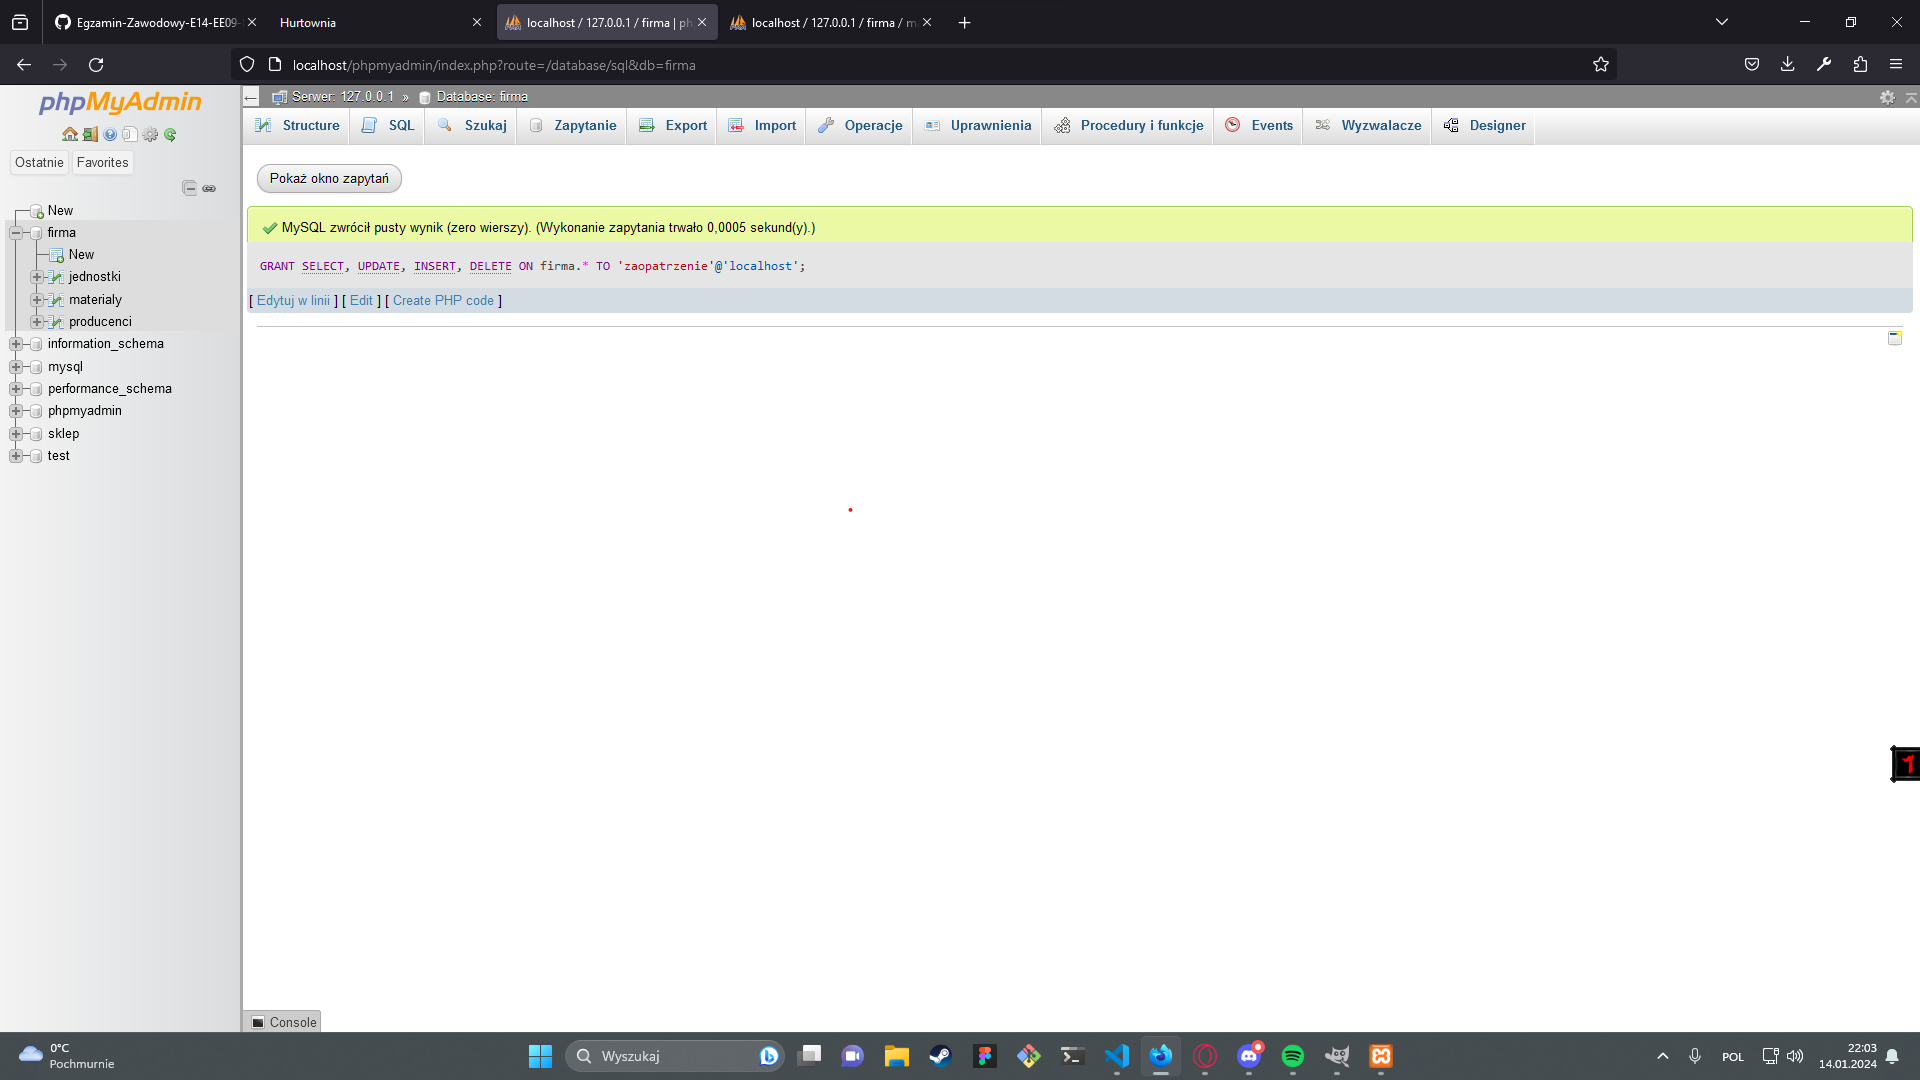 Egzamin-Zawodowy-E14-EE09-
Hurtownia
localhost / 127.0.0.1 / firma | ph
localhost / 127.0.0.1 / firma / m
localhost/phpmyadmin/index.php?route=/database/sql&db=firma
phpMyAdmin
Ostatnie
Favorites
New
firma
New
jednostki
materialy
producenci
information_schema
mysql
performance_schema
phpmyadmin
sklep
test
Serwer: 127.0.0.1 » Database: firma
Structure
SQL
Szukaj
Zapytanie
Export
Import
Operacje
Uprawnienia
Procedury i funkcje
Events
Wyzwalacze
Designer
Pokaż okno zapytań
MySQL zwrócił pusty wynik (zero wierszy). (Wykonanie zapytania trwało 0,0005 sekund(y).)
GRANT SELECT, UPDATE, INSERT, DELETE ON firma.* TO 'zaopatrzenie'@'localhost';
[ Edytuj w linii ] [ Edit ] [ Create PHP code ]
Console
0°C
Pochmurnie
Wyszukaj
POL
22:03
14.01.2024